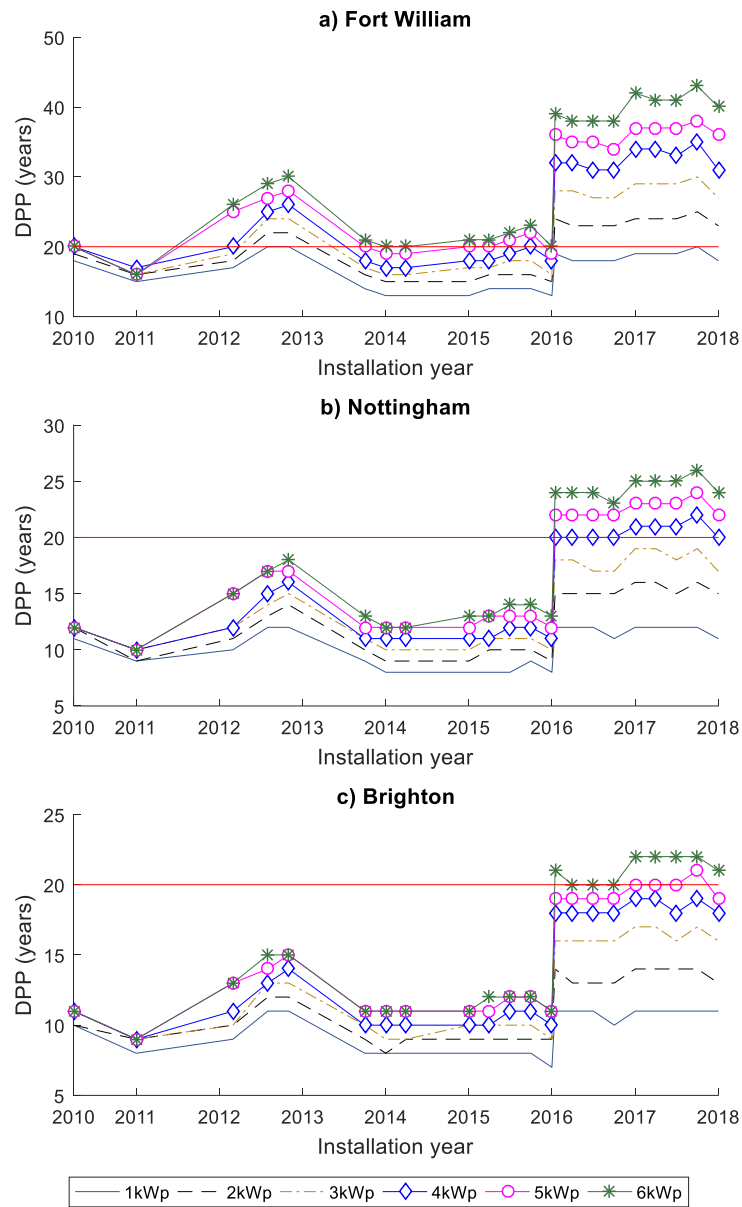 a) Fort William
DPP (years)
50
40
30
20
10
2010 2011 2012 2013 2014 2015 2016 2017 2018
Installation year
b) Nottingham
DPP (years)
30
25
20
15
10
5
2010 2011 2012 2013 2014 2015 2016 2017 2018
Installation year
c) Brighton
DPP (years)
25
20
15
10
5
2010 2011 2012 2013 2014 2015 2016 2017 2018
Installation year
1kWp 2kWp 3kWp 4kWp 5kWp 6kWp